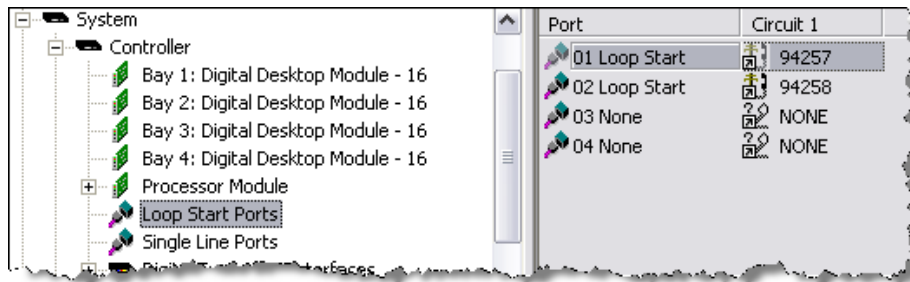 System
Controller
Bay 1: Digital Desktop Module - 16
Bay 2: Digital Desktop Module - 16
Bay 3: Digital Desktop Module - 16
Bay 4: Digital Desktop Module - 16
Processor Module
Loop Start Ports
Single Line Ports
Port Circuit 1
01 Loop Start 94257
02 Loop Start 94258
03 None NONE
04 None NONE